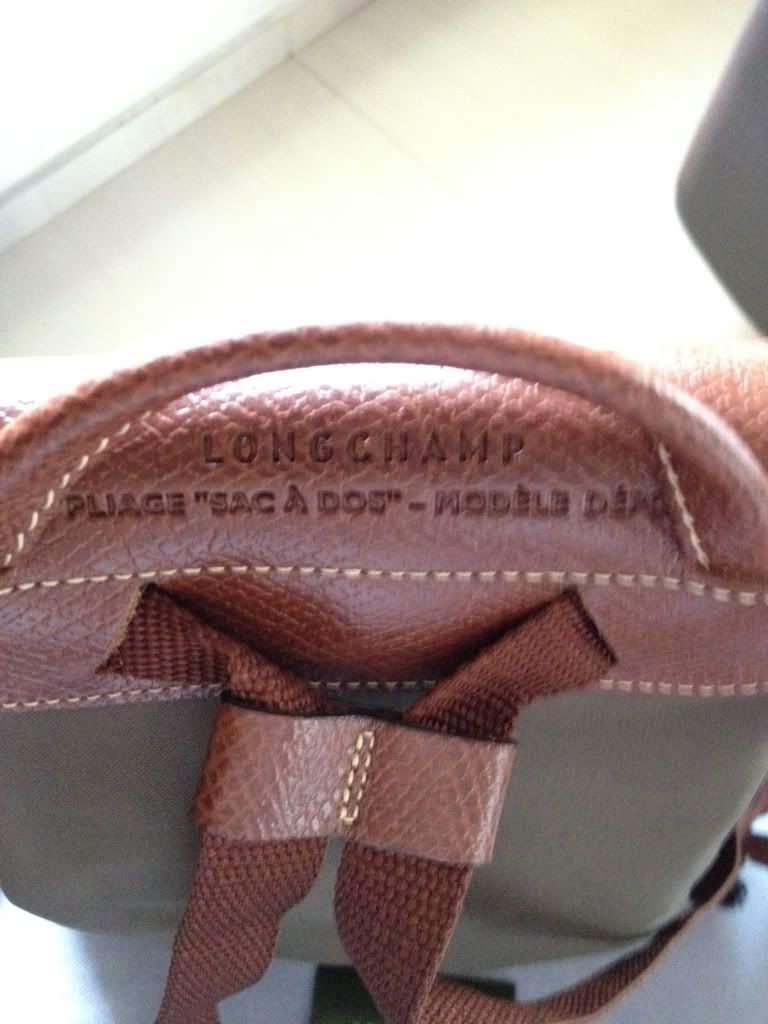 LONGCHAMP
PLIAGE "SAC À DOS" – MODÈLE